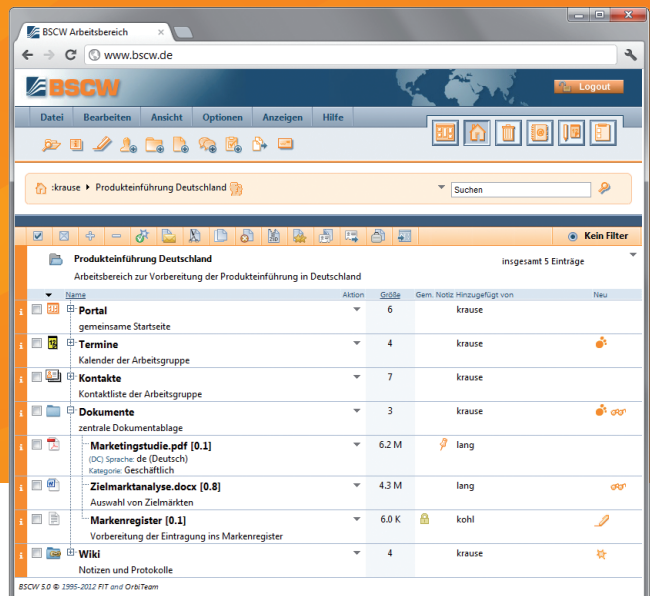 BSCW Arbeitsbereich
www.bscw.de
BSCW
Logout
Datei Bearbeiten Ansicht Optionen Anzeigen Hilfe
:krause Produkteinführung Deutschland
Suchen
Kein Filter
Produkteinführung Deutschland
insgesamt 5 Einträge
Arbeitsbereich zur Vorbereitung der Produkteinführung in Deutschland
Name Aktion Größe Gem. Notiz Hinzugefügt von Neu
Portal 6 krause
gemeinsame Startseite
Termine 4 krause
Kalender der Arbeitsgruppe
Kontakte 7 krause
Kontaktliste der Arbeitsgruppe
Dokumente 3 krause
zentrale Dokumentablage
Marketingstudie.pdf [0.1] 6.2 M lang
(DC) Sprache: de (Deutsch)
Kategorie: Geschäftlich
Zielmarktanalyse.docx [0.8] 4.3 M lang
Auswahl von Zielmärkten
Markenregister [0.1] 6.0 K kohl
Vorbereitung der Eintragung ins Markenregister
Wiki 4 krause
Notizen und Protokolle
BSCW 5.0 © 1995-2012 FIT and OrbiTeam